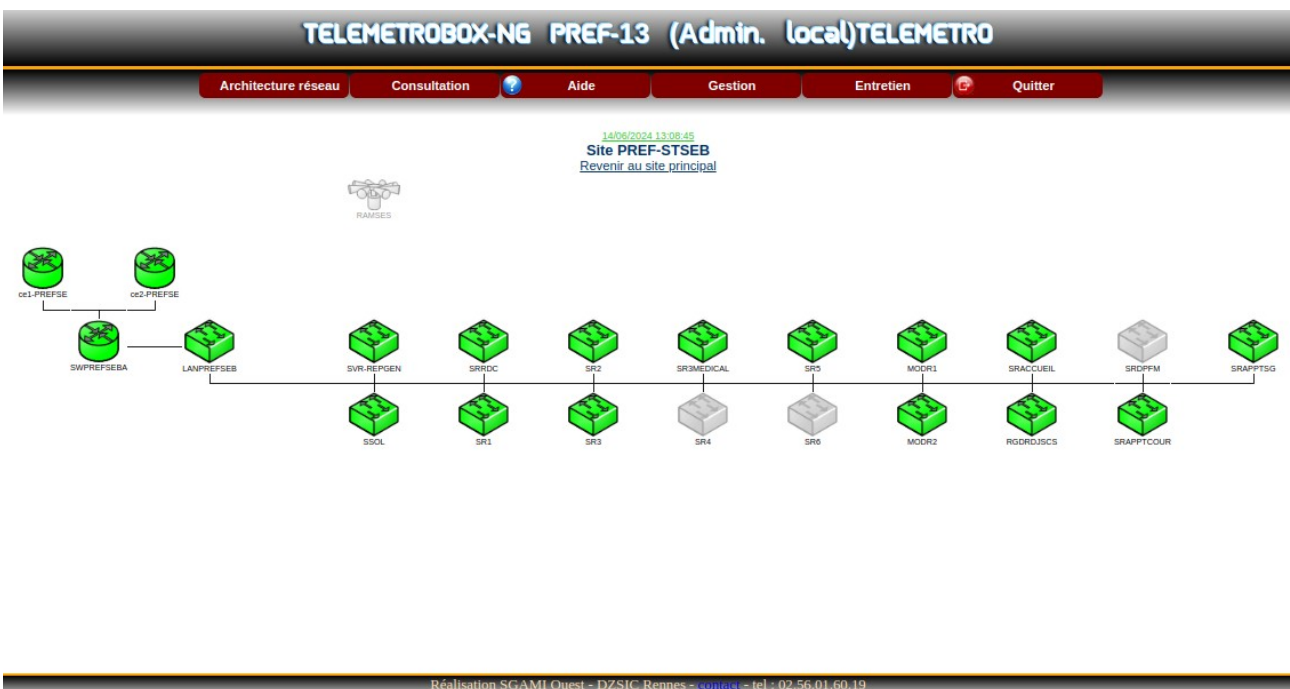 TELEMETROBOX-NG PREF-13 (Admin. local)TELEMETRO
Architecture réseau Consultation Aide Gestion Entretien Quitter
14/06/2024 13:08:45
Site PREF-STSEB
Revenir au site principal
RAMSES
ce1-PREFSE ce2-PREFSE
SWPREFSEBA LANPREFSEB SVR-REPGEN SRRDC SR2 SR3MEDICAL SR5 MODR1 SRACCUEIL SRDPFM SRAPPTSG
SSOL SR1 SR3 SR4 SR6 MODR2 RGDRDJSCS SRAPPTCOUR
Réalisation SGAMI Ouest - DZSIC Rennes - contact - tel : 02.56.01.60.19